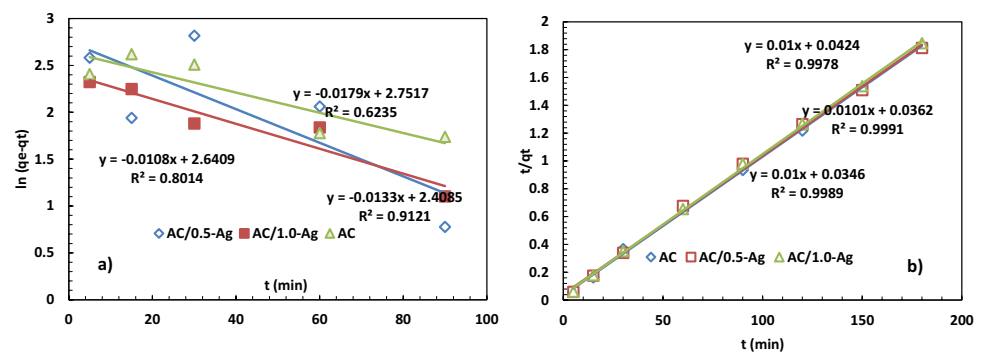 a)
ln (qe-qt)
3
2.5
2
1.5
1
0.5
0
y = -0.0179x + 2.7517
R² = 0.6235
y = -0.0108x + 2.6409
R² = 0.8014
y = -0.0133x + 2.4085
R² = 0.9121
AC/0.5-Ag AC/1.0-Ag AC
t (min)
0 20 40 60 80 100
t/qt
2
1.8
1.6
1.4
1.2
1
0.8
0.6
0.4
0.2
0
y = 0.01x + 0.0424
R² = 0.9978
y = 0.0101x + 0.0362
R² = 0.9991
y = 0.01x + 0.0346
R² = 0.9989
AC AC/0.5-Ag AC/1.0-Ag
b)
0 50 100 150 200
t (min)